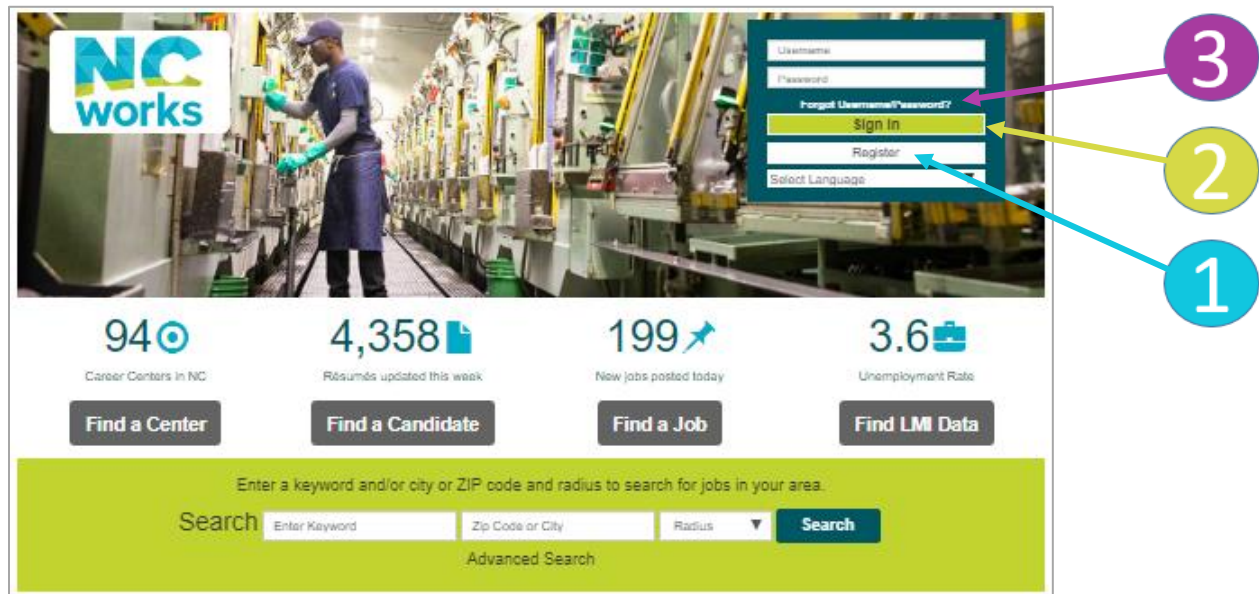 NC
works
Username
Password
Forgot Username/Password?
Sign In
Register
Select Language
3
2
1
94
4,358
199
3.6
Career Centers in NC
Résumés updated this week
New jobs posted today
Unemployment Rate
Find a Center
Find a Candidate
Find a Job
Find LMI Data
Enter a keyword and/or city or ZIP code and radius to search for jobs in your area.
Search Enter Keyword Zip Code or City Radius Search
Advanced Search